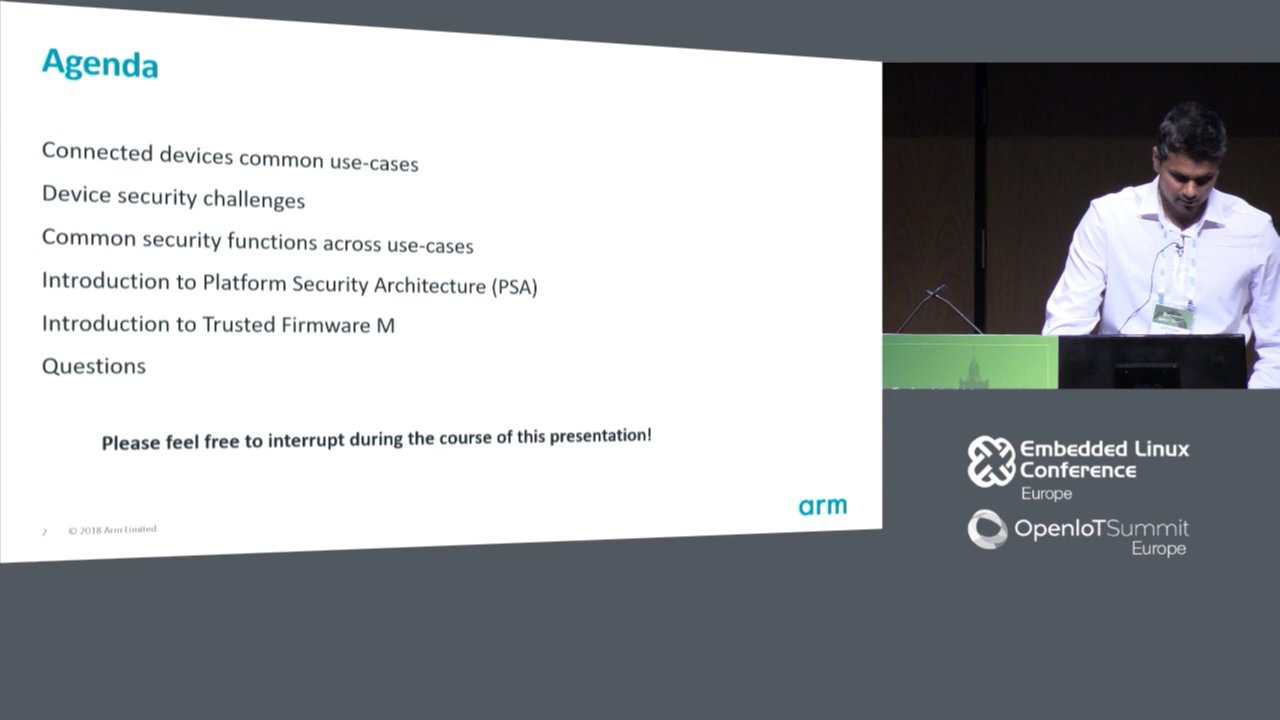 Agenda
Connected devices common use-cases
Device security challenges
Common security functions across use-cases
Introduction to Platform Security Architecture (PSA)
Introduction to Trusted Firmware M
Questions
Please feel free to interrupt during the course of this presentation!
arm
2 © 2018 Arm Limited
Embedded Linux
Conference
Europe
OpenIoTSummit
Europe